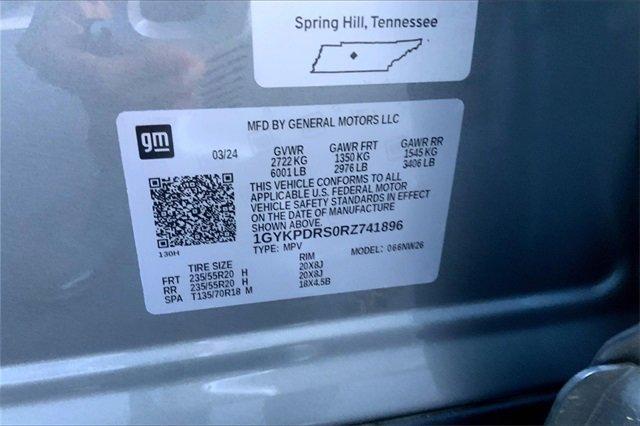 Spring Hill, Tennessee
gm
MFD BY GENERAL MOTORS LLC
03/24 GVWR GAWR FRT GAWR RR
2722 KG 1350 KG 1545 KG
6001 LB 2976 LB 3406 LB
THIS VEHICLE CONFORMS TO ALL
APPLICABLE U.S. FEDERAL MOTOR
VEHICLE SAFETY STANDARDS IN EFFECT
ON THE DATE OF MANUFACTURE
SHOWN ABOVE.
1GYKPDRS0RZ741896
130H TYPE: MPV MODEL: 066NW26
TIRE SIZE RIM
FRT 235/55R20 H 20X8J
RR 235/55R20 H 20X8J
SPA T135/70R18 M 18X4.5B